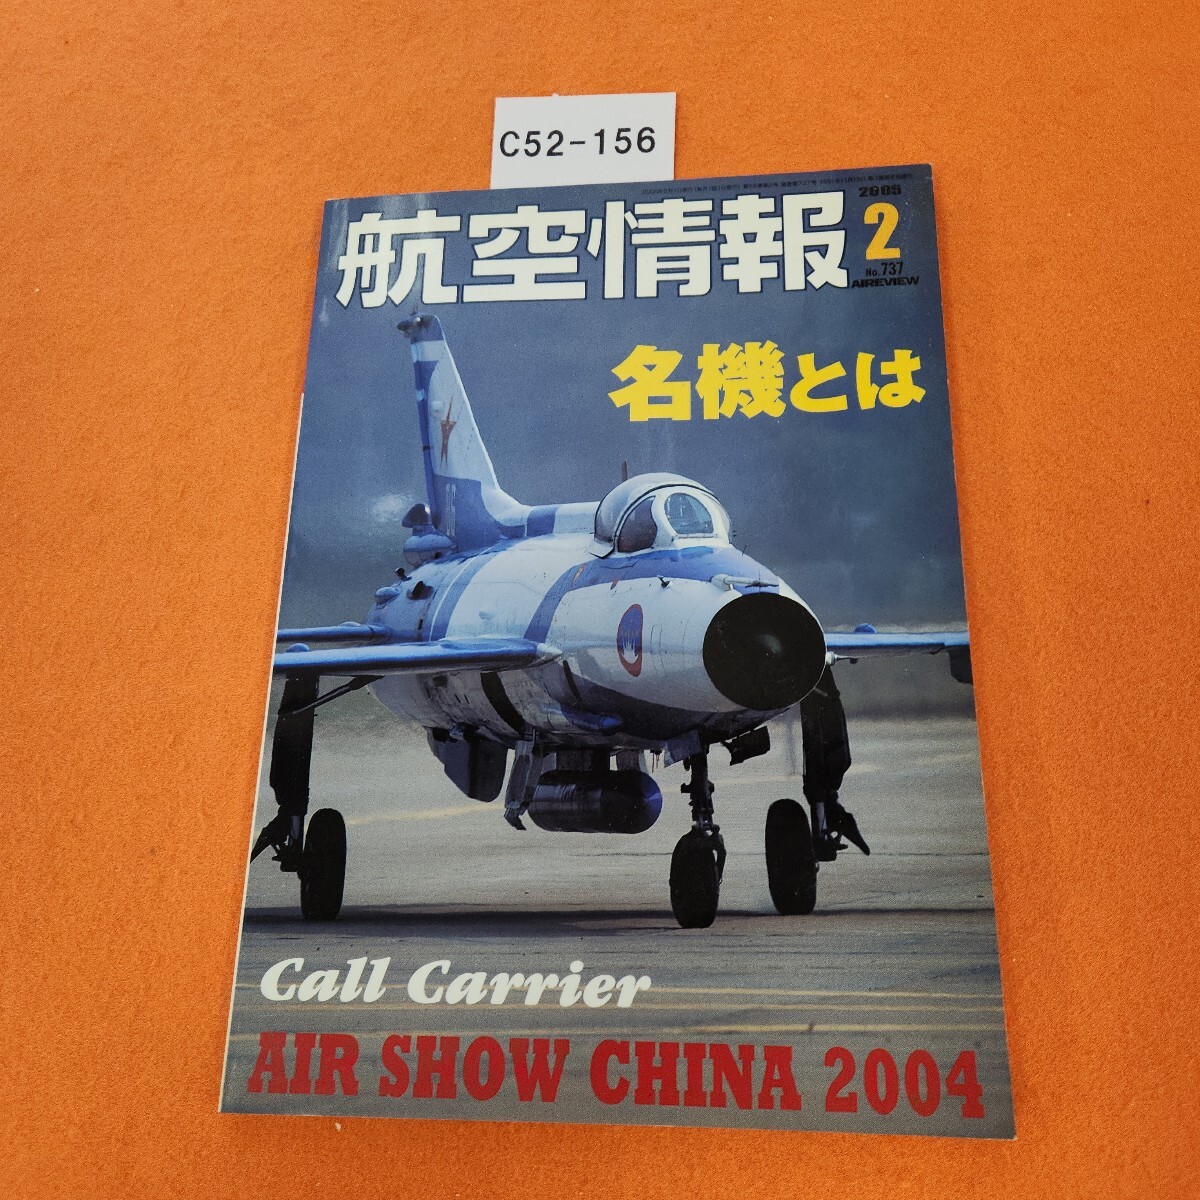 C52-156
2005
航空情報
2
No.737
AIREVIEW
名機とは
Call Carrier
AIR SHOW CHINA 2004